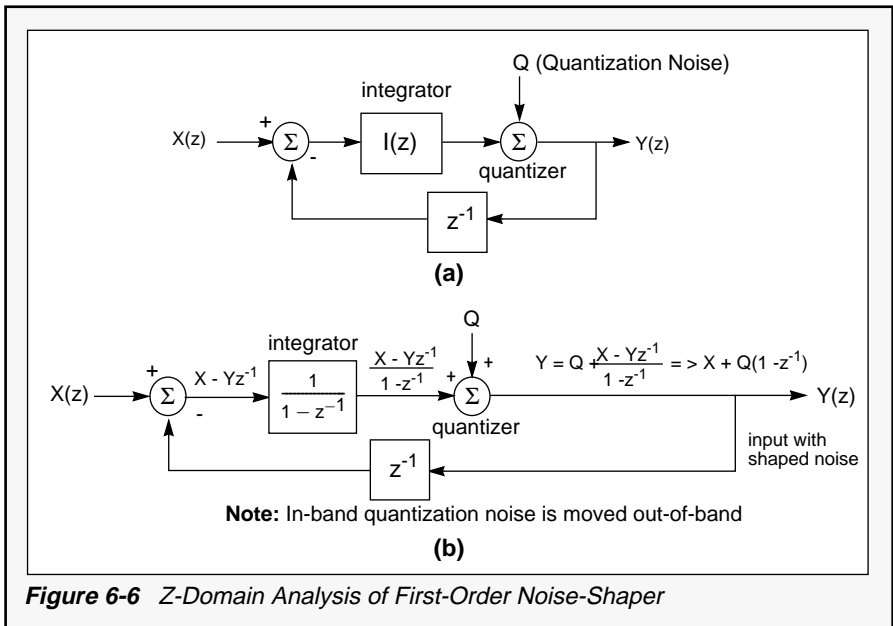 Q (Quantization Noise)
integrator
X(z)
+
Σ
-
I(z)
Σ
Y(z)
quantizer
z⁻¹
(a)
Q
integrator
X - Yz⁻¹
X - Yz⁻¹
1 -z⁻¹
Y = Q + X - Yz⁻¹ = > X + Q(1 -z⁻¹)
1 -z⁻¹
X(z)
+
Σ
-
1
1 − z⁻¹
+
+
Σ
Y(z)
quantizer
input with
shaped noise
z⁻¹
Note: In-band quantization noise is moved out-of-band
(b)
Figure 6-6 Z-Domain Analysis of First-Order Noise-Shaper